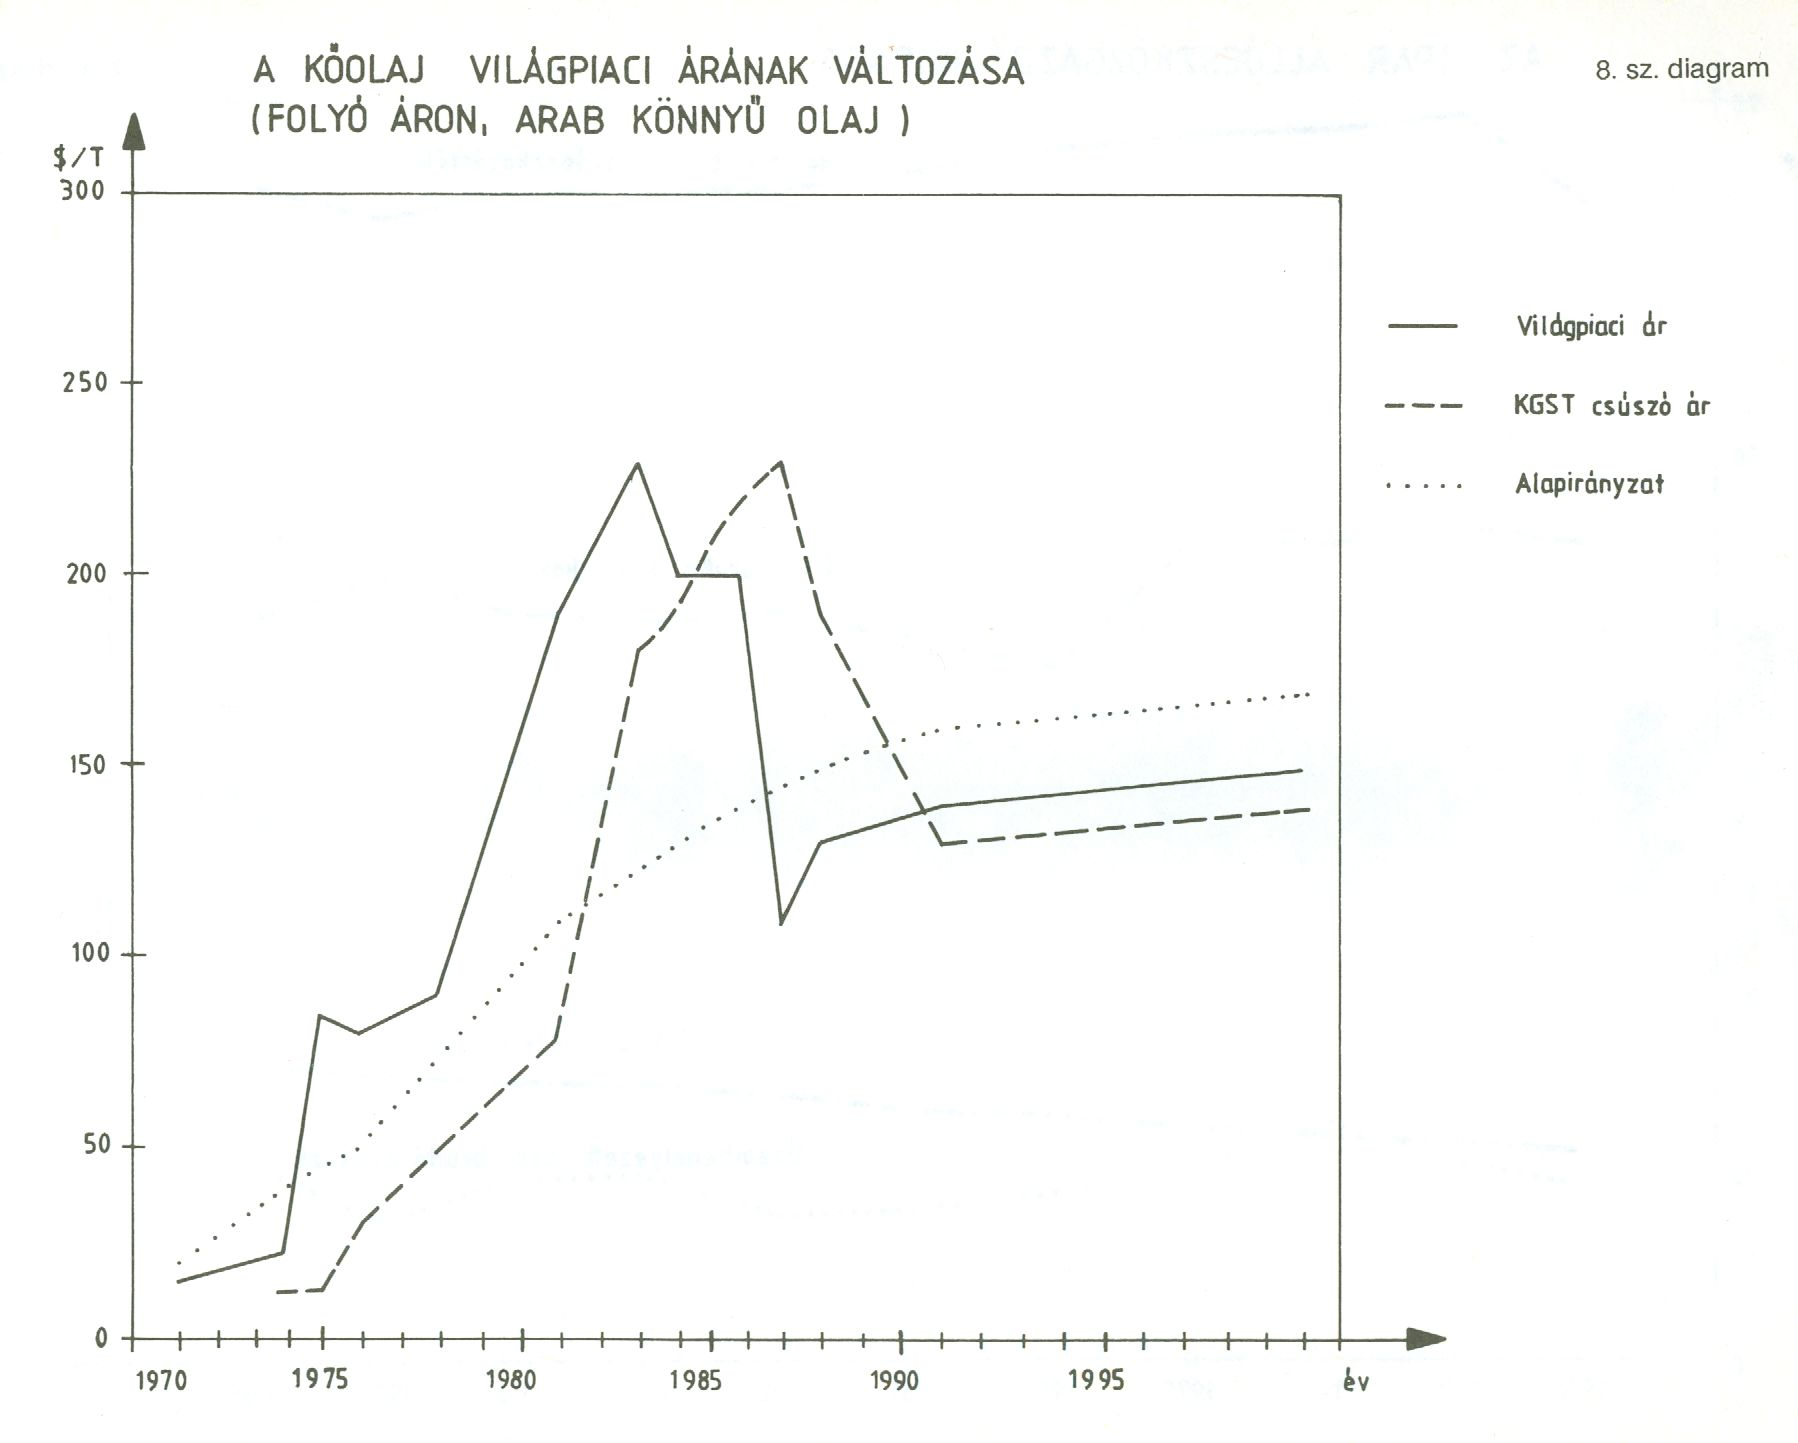 A KŐOLAJ VILÁGPIACI ÁRÁNAK VÁLTOZÁSA
(FOLYÓ ÁRON, ARAB KÖNNYŰ OLAJ)
8. sz. diagram
$/T
300
250
200
150
100
50
0
1970 1975 1980 1985 1990 1995 év
Világpiaci ár
KGST csúszó ár
Alapirányzat